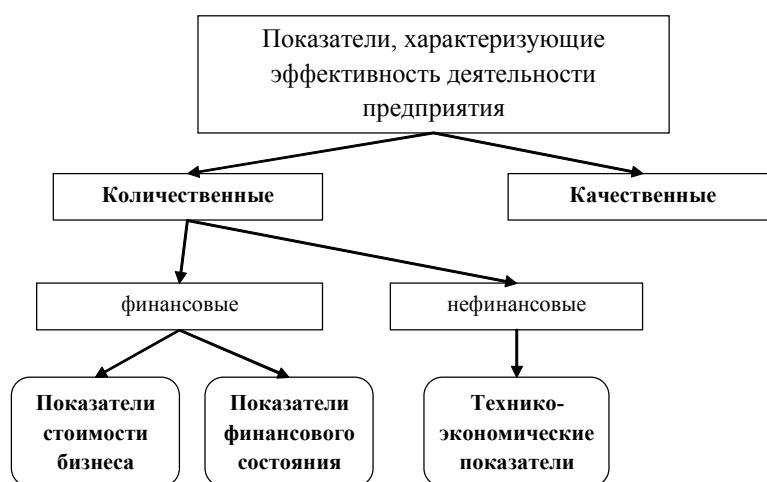 Показатели, характеризующие
эффективность деятельности
предприятия
Количественные
Качественные
финансовые
нефинансовые
Показатели
стоимости
бизнеса
Показатели
финансового
состояния
Технико-
экономические
показатели